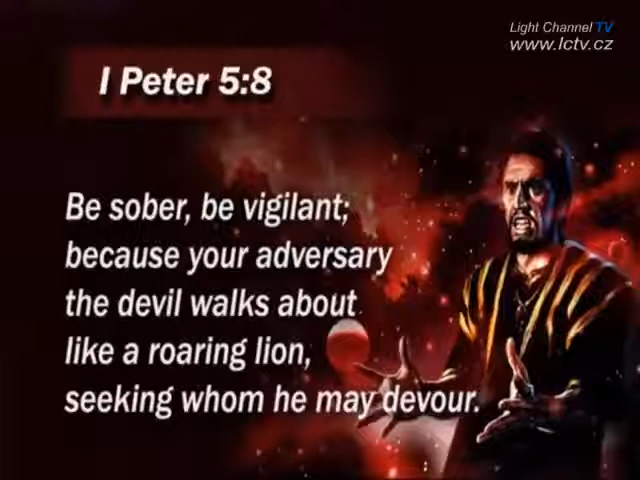 Light Channel TV
www.lctv.cz
I Peter 5:8
Be sober, be vigilant;
because your adversary
the devil walks about
like a roaring lion,
seeking whom he may devour.